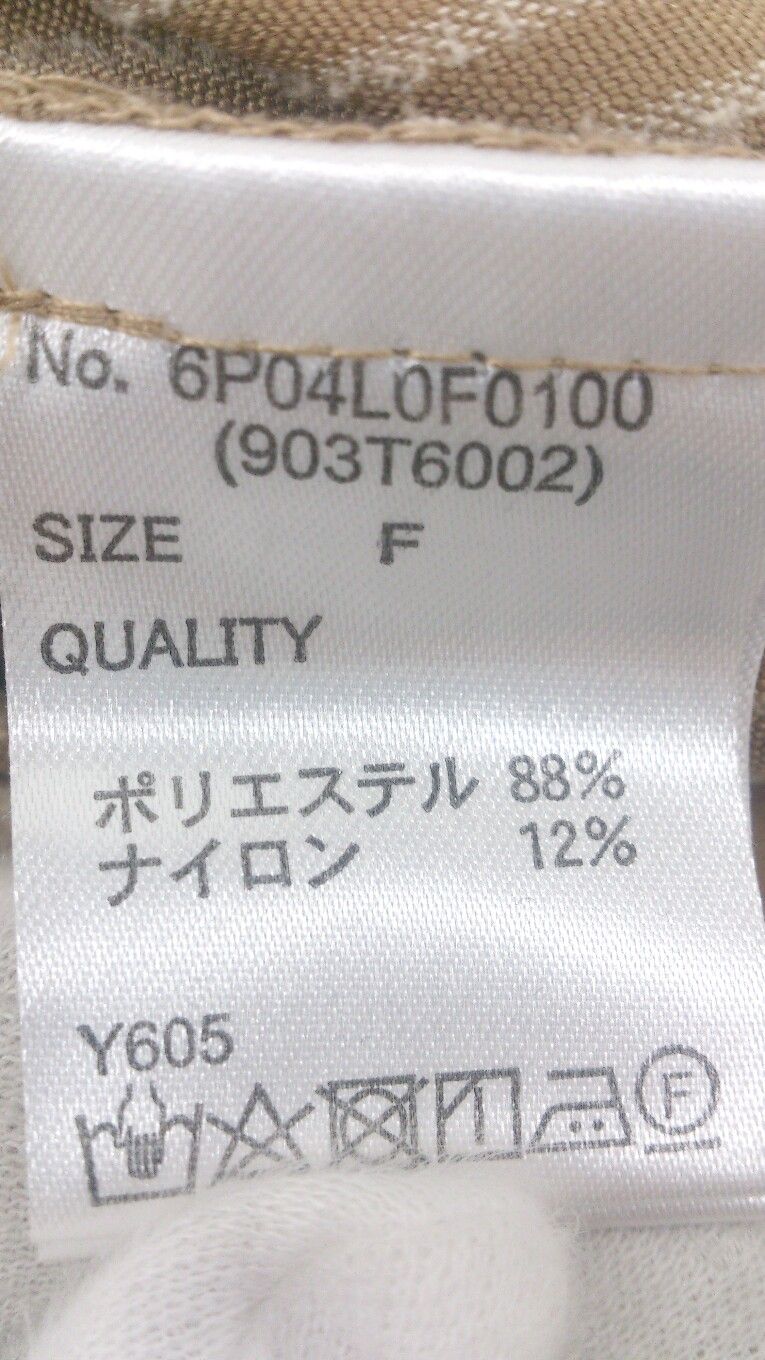 No. 6P04L0F0100
(903T6002)
SIZE F
QUALITY
ポリエステル 88%
ナイロン 12%
Y605
F